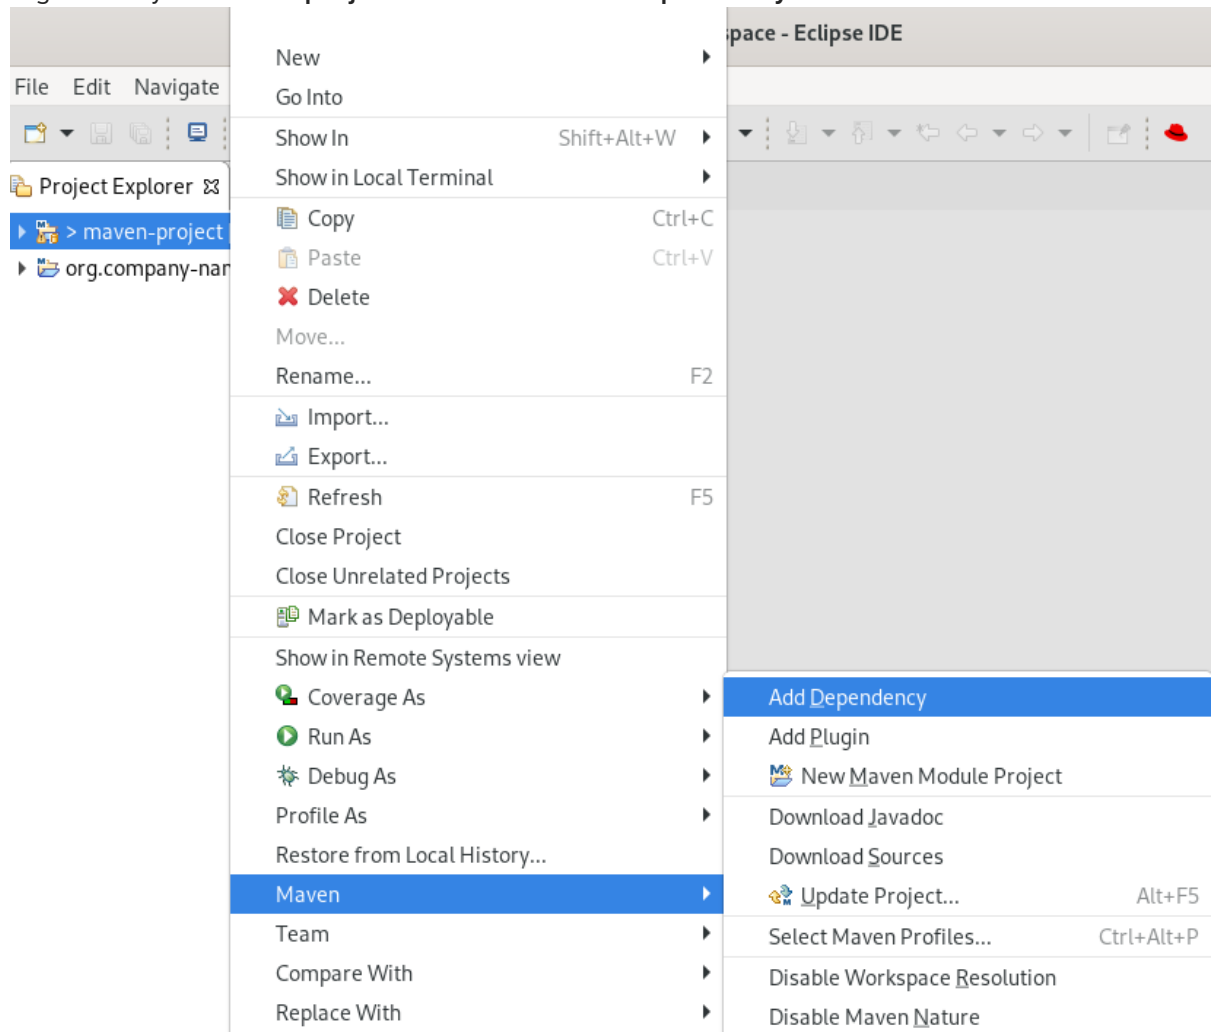 space - Eclipse IDE
File Edit Navigate
Project Explorer
> maven-project
org.company-nar
New
Go Into
Show In Shift+Alt+W
Show in Local Terminal
Copy Ctrl+C
Paste Ctrl+V
Delete
Move...
Rename... F2
Import...
Export...
Refresh F5
Close Project
Close Unrelated Projects
Mark as Deployable
Show in Remote Systems view
Coverage As
Run As
Debug As
Profile As
Restore from Local History...
Maven
Team
Compare With
Replace With
Add Dependency
Add Plugin
New Maven Module Project
Download Javadoc
Download Sources
Update Project... Alt+F5
Select Maven Profiles... Ctrl+Alt+P
Disable Workspace Resolution
Disable Maven Nature